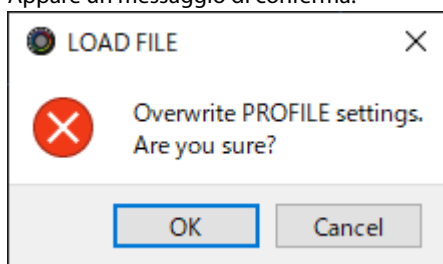 Appare un messaggio di conferma.
LOAD FILE
Overwrite PROFILE settings.
Are you sure?
OK
Cancel